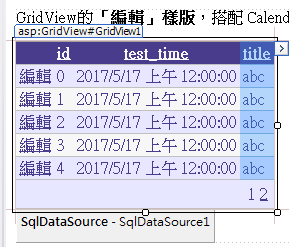 GridView的「編輯」樣版，搭配 Calend
asp:GridView#GridView1
id test_time title
編輯 0 2017/5/17 上午 12:00:00 abc
編輯 1 2017/5/17 上午 12:00:00 abc
編輯 2 2017/5/17 上午 12:00:00 abc
編輯 3 2017/5/17 上午 12:00:00 abc
編輯 4 2017/5/17 上午 12:00:00 abc
1 2
SqlDataSource - SqlDataSource1